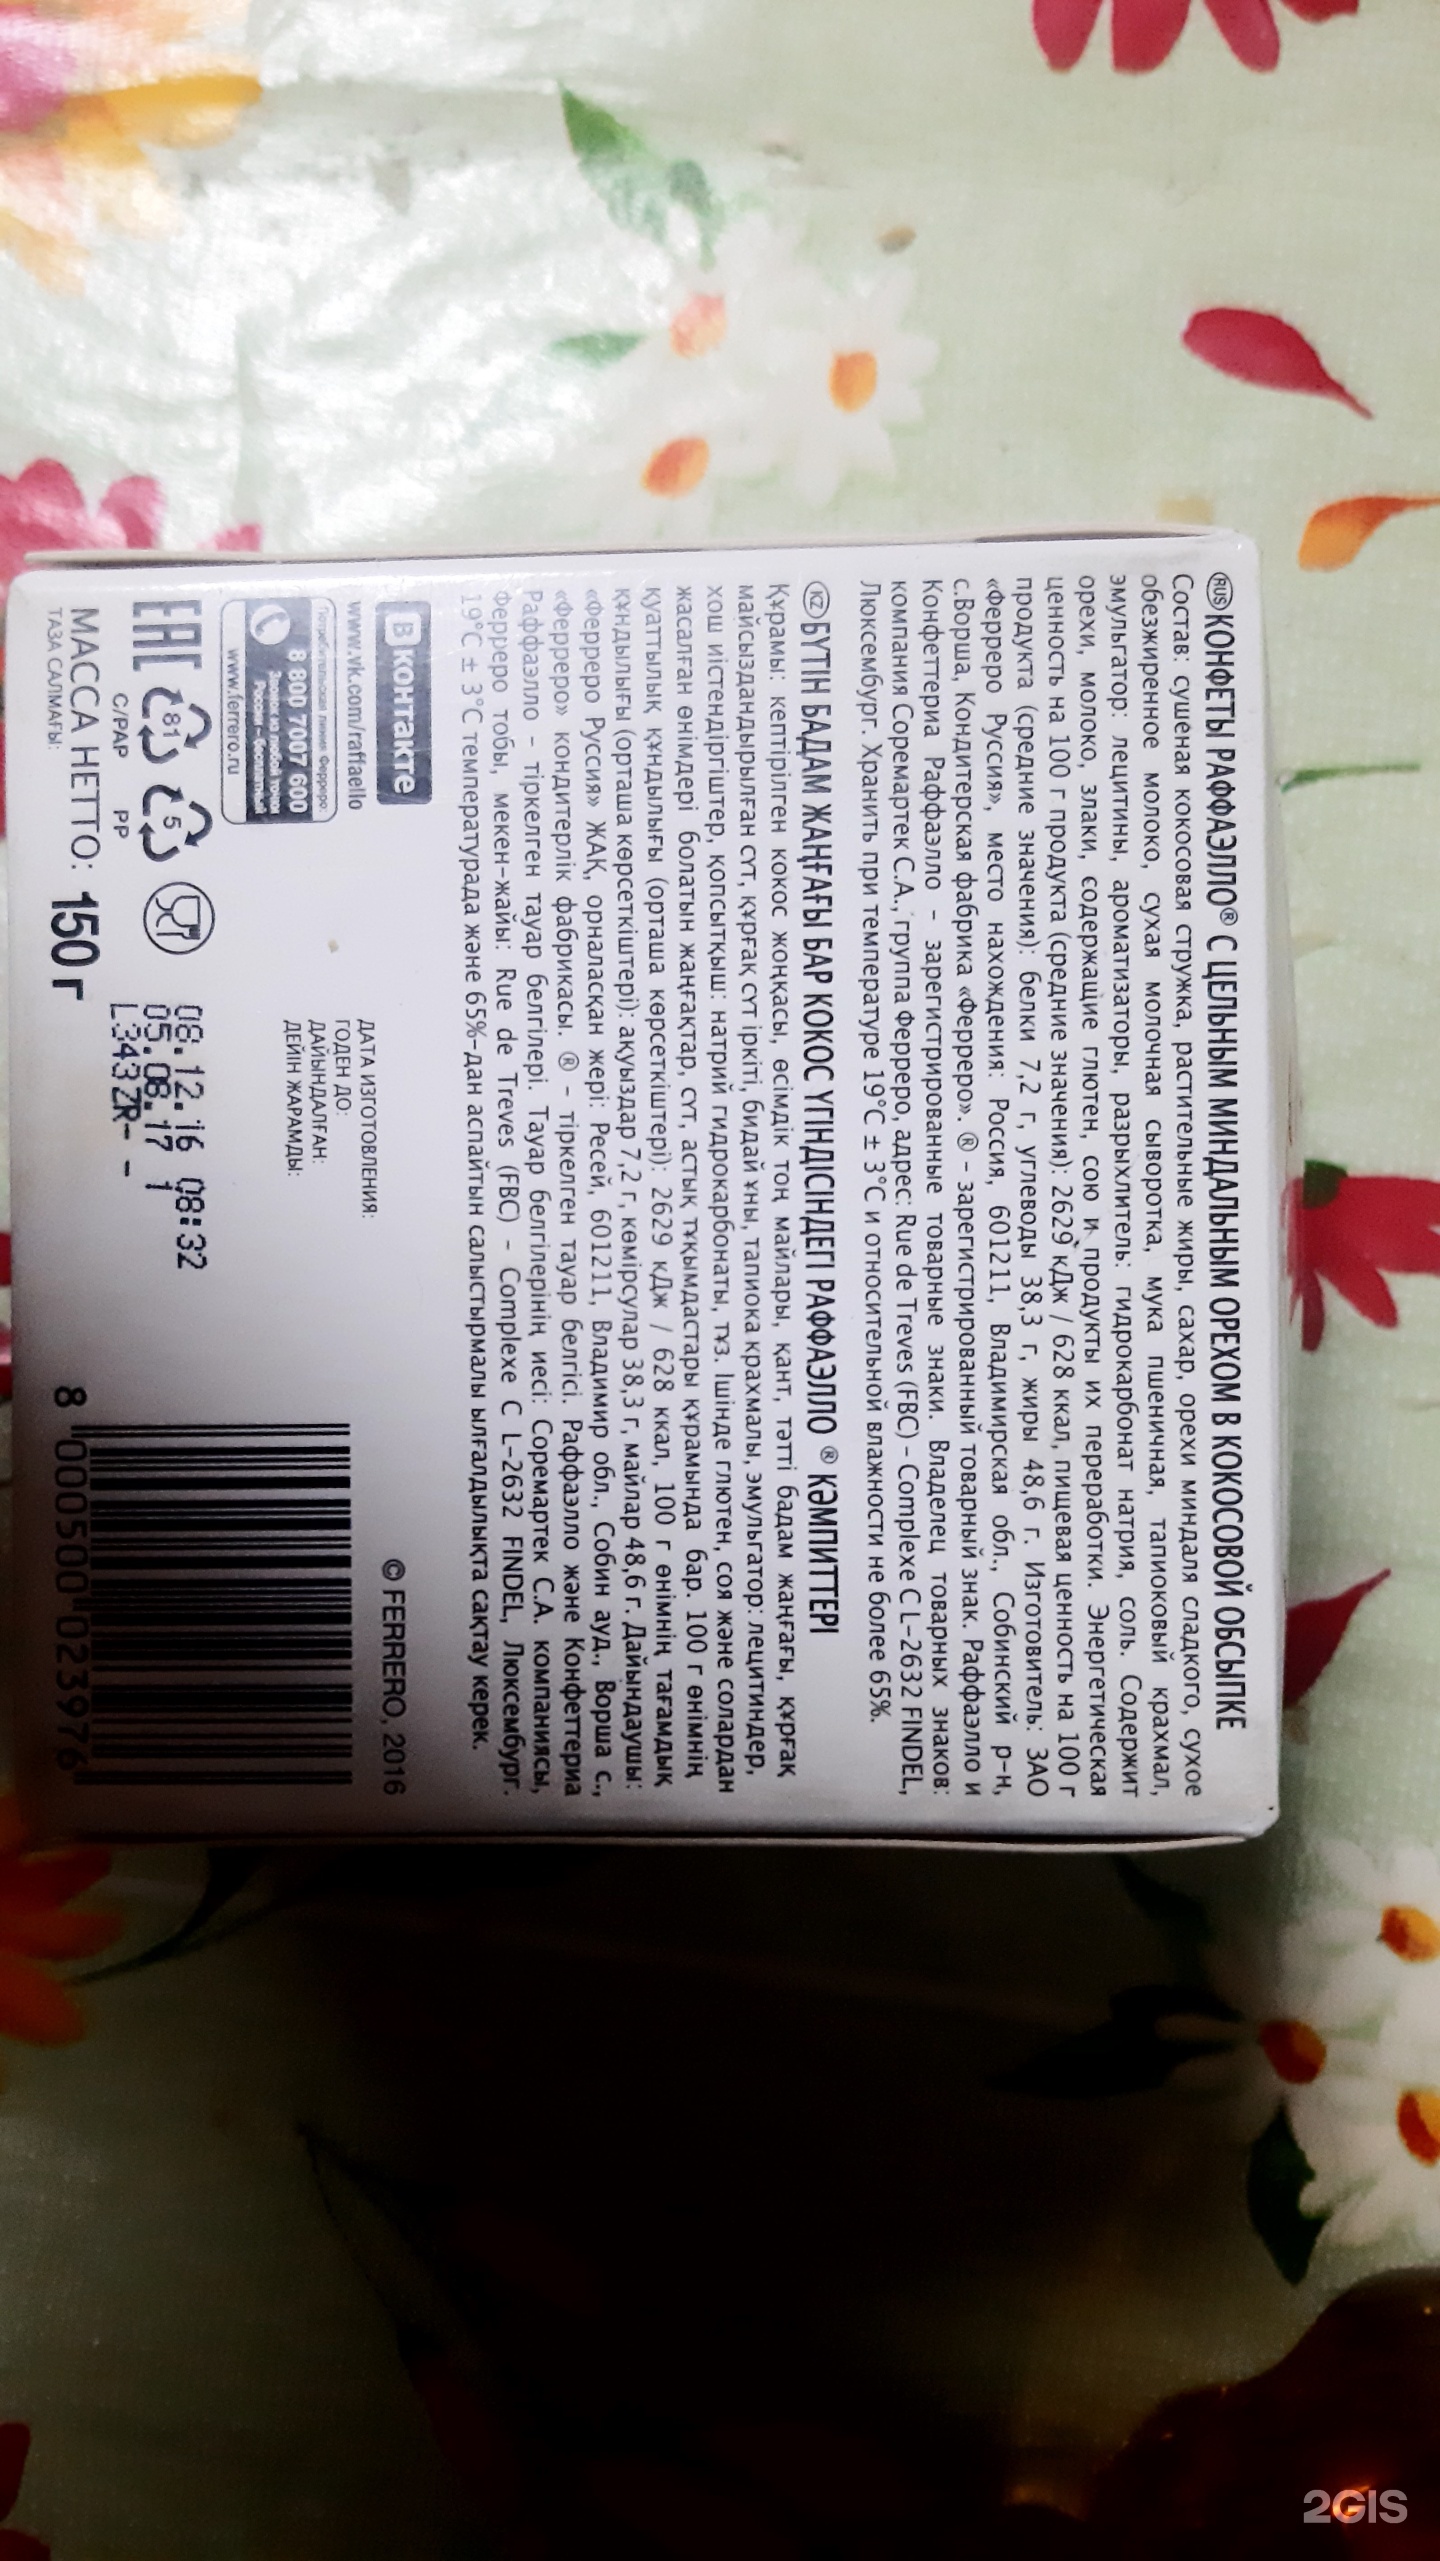 RUS КОНФЕТЫ РАФФАЭЛЛО® С ЦЕЛЬНЫМ МИНДАЛЬНЫМ ОРЕХОМ В КОКОСОВОЙ ОБСЫПКЕ
Состав: сушеная кокосовая стружка, растительные жиры, сахар, орехи миндаля сладкого, сухое
обезжиренное молоко, сухая молочная сыворотка, мука пшеничная, тапиоковый крахмал,
эмульгатор: лецитины, ароматизаторы, разрыхлитель: гидрокарбонат натрия, соль. Содержит
орехи, молоко, злаки, содержащие глютен, сою и продукты их переработки. Энергетическая
ценность на 100 г продукта (средние значения): 2629 кДж / 628 ккал, пищевая ценность на 100 г
продукта (средние значения): белки 7,2 г, углеводы 38,3 г, жиры 48,6 г. Изготовитель: ЗАО
«Ферреро Руссия», место нахождения: Россия, 601211, Владимирская обл., Собинский р-н,
с.Ворша, Кондитерская фабрика «Ферреро». ® - зарегистрированный товарный знак. Раффаэлло и
Конфеттериа Раффаэлло - зарегистрированные товарные знаки. Владелец товарных знаков:
компания Соремартек С.А., группа Ферреро, адрес: Rue de Treves (FBC) - Complexe C L-2632 FINDEL,
Люксембург. Хранить при температуре 19°C ± 3°C и относительной влажности не более 65%.
KZ БҮТІН БАДАМ ЖАҢҒАҒЫ БАР КОКОС ҮГІНДІСІНДЕГІ РАФФАЭЛЛО ® КӘМПИТТЕРІ
Құрамы: кептірілген кокос жоңқасы, өсімдік тоң майлары, қант, тәтті бадам жаңғағы, құрғақ
майсыздандырылған сүт, құрғақ сүт іркіті, бидай ұны, тапиока крахмалы, эмульгатор: лецитиндер,
хош иістендіргіштер, қопсытқыш: натрий гидрокарбонаты, тұз. Ішінде глютен, соя және солардан
жасалған өнімдері болатын жаңғақтар, сүт, астық тұқымдастары құрамында бар. 100 г өнімнің
қуаттылық құндылығы (орташа көрсеткіштері): 2629 кДж / 628 ккал, 100 г өнімнің тағамдық
құндылығы (орташа көрсеткіштері): ақуыздар 7,2 г, көмірсулар 38,3 г, майлар 48,6 г. Дайындаушы:
«Ферреро Руссия» ЖАҚ, орналасқан жері: Ресей, 601211, Владимир обл., Собин ауд., Ворша с.,
«Ферреро» кондитерлік фабрикасы. ® - тіркелген тауар белгісі. Раффаэлло және Конфеттериа
Раффаэлло - тіркелген тауар белгілері. Тауар белгілерінің иесі: Соремартек С.А. компаниясы,
Ферреро тобы, мекен-жайы: Rue de Treves (FBC) - Complexe C L-2632 FINDEL, Люксембург.
19°C ± 3°C температурада және 65%-дан аспайтын салыстырмалы ылғалдылықта сақтау керек.
В контакте
www.vk.com/raffaello
Потребительская линия Ферреро
8 800 700 7 600
www.ferrero.ru
© FERRERO, 2016
ДАТА ИЗГОТОВЛЕНИЯ:
ГОДЕН ДО:
ДАЙЫНДАЛҒАН:
ДЕЙІН ЖАРАМДЫ:
EAC 81 5
C/PAP PP
08.12.16 08:32
05.08.17 1
L343ZR- -
МАССА НЕТТО: 150 г
ТАЗА САЛМАҒЫ:
8 000500 023976
2GIS